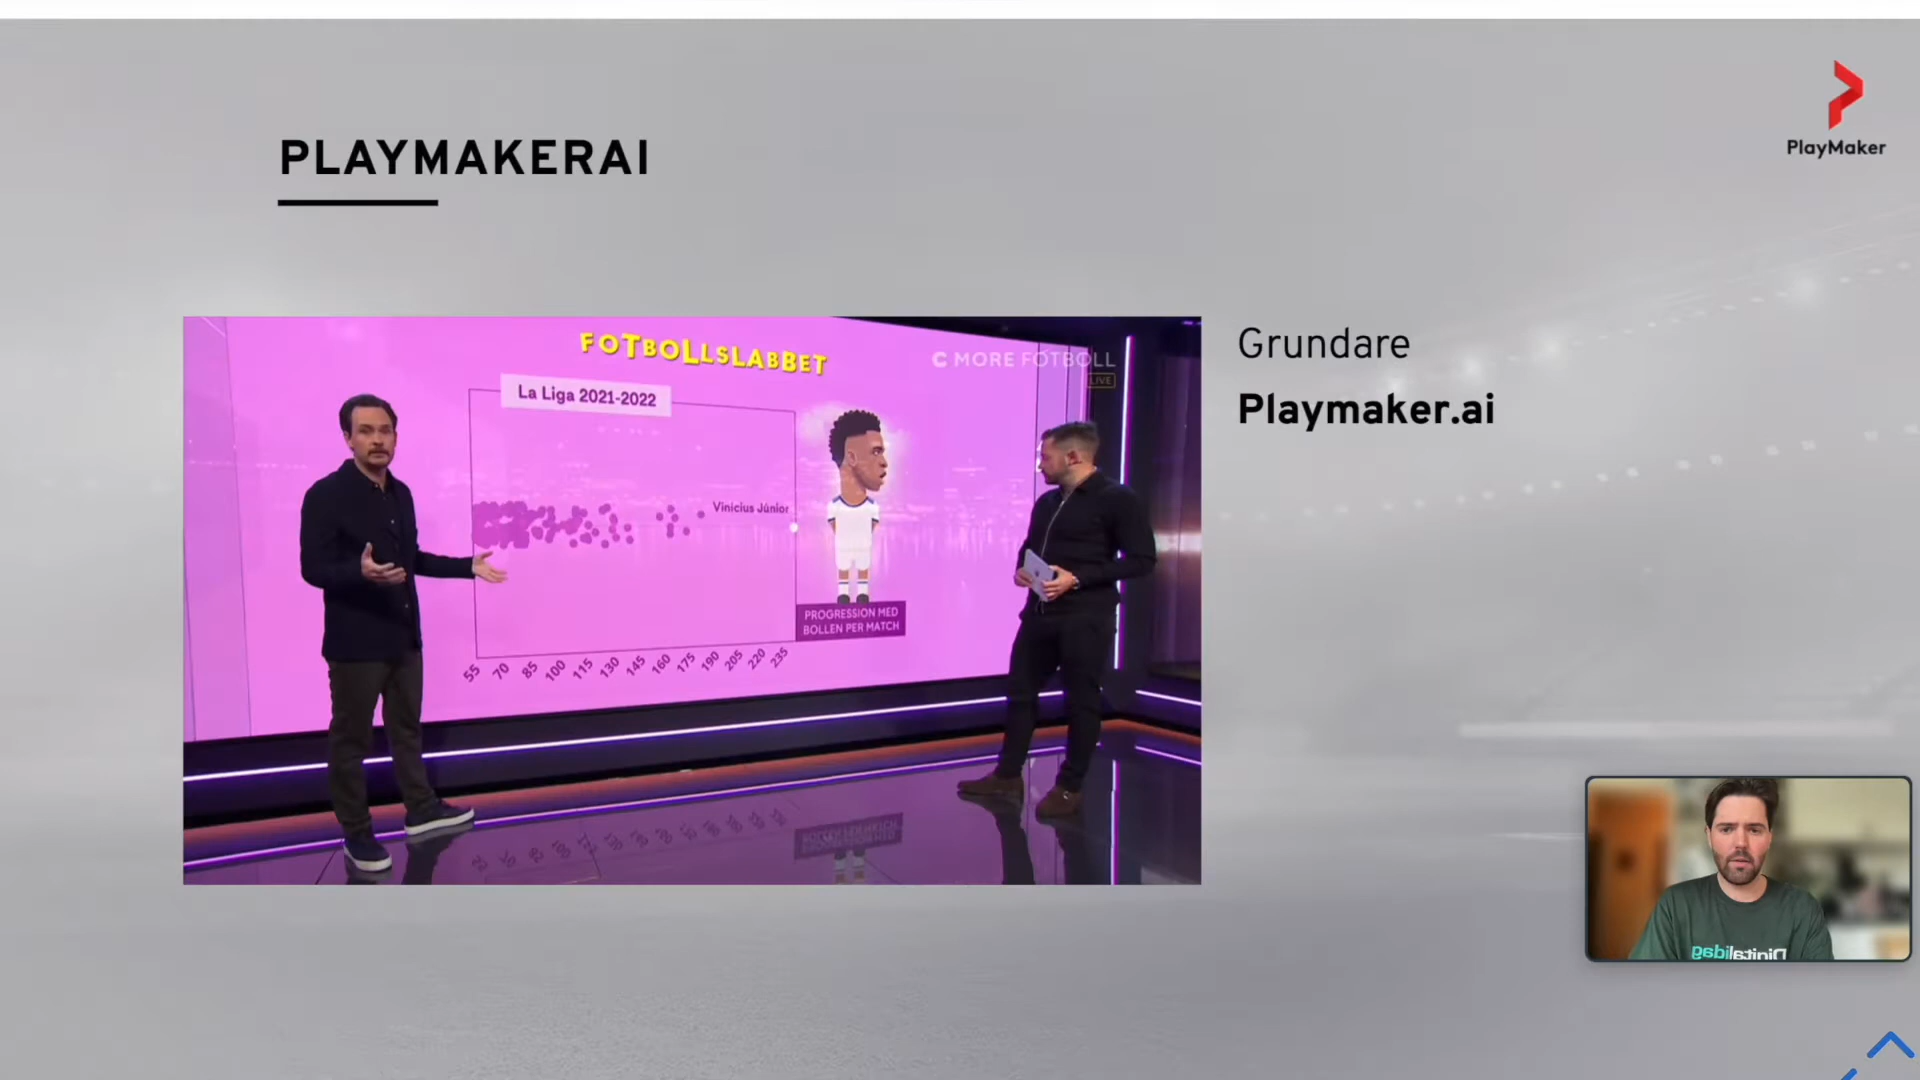 PLAYMAKERAI
PlayMaker
FOTBOLLSLABBET
C MORE FOTBOLL
LIVE
La Liga 2021-2022
Vinicius Júnior
PROGRESSION MED
BOLLEN PER MATCH
55 70 85 100 115 130 145 160 175 190 205 220 235
Grundare
Playmaker.ai
Digitalidag